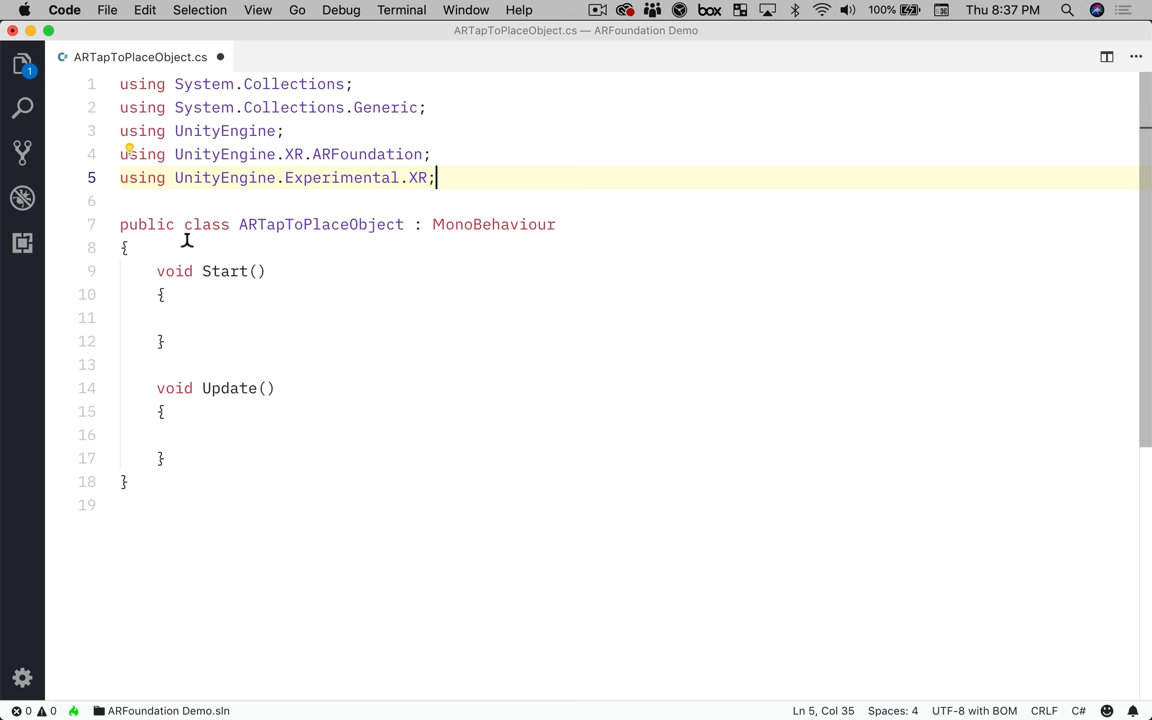 Code File Edit Selection View Go Debug Terminal Window Help box 100% Thu 8:37 PM
ARTapToPlaceObject.cs — ARFoundation Demo
1
ARTapToPlaceObject.cs
1 using System.Collections;
2 using System.Collections.Generic;
3 using UnityEngine;
4 using UnityEngine.XR.ARFoundation;
5 using UnityEngine.Experimental.XR;
6
7 public class ARTapToPlaceObject : MonoBehaviour
8 {
9 void Start()
10 {
11
12 }
13
14 void Update()
15 {
16
17 }
18 }
19
0 0 ARFoundation Demo.sln Ln 5, Col 35 Spaces: 4 UTF-8 with BOM CRLF C#